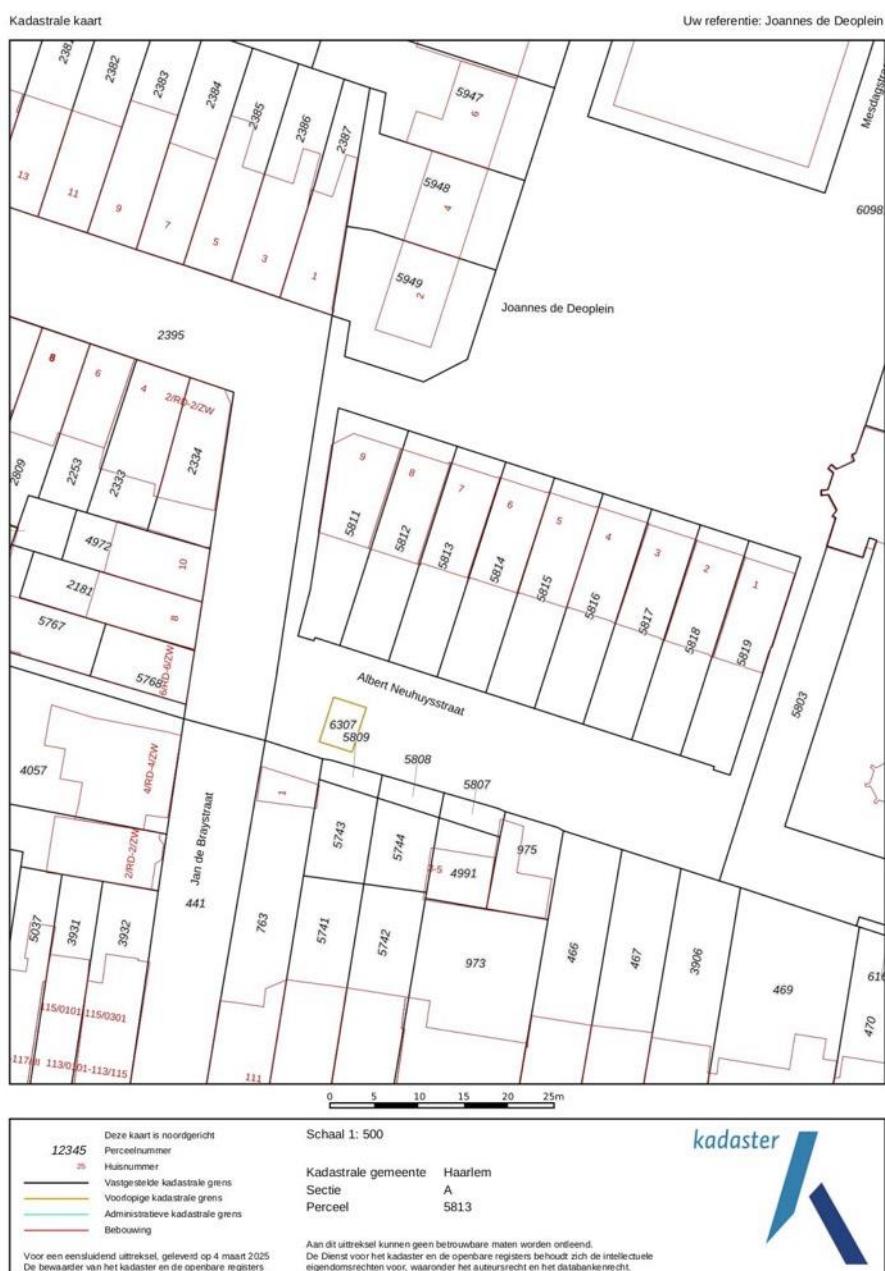 Kadastrale kaart
Uw referentie: Joannes de Deoplein
2381
2382
2383
2384
2385
2386
2387
5947
6
5948
4
5949
2
Mesdagstraat
6098
13
11
9
7
5
3
1
Joannes de Deoplein
2395
8
6
4
2/RD-2/ZW
2809
2253
2333
2334
4972
10
2181
8
5767
5768
6/RD-6/ZW
9
8
7
6
5
4
3
2
1
5811
5812
5813
5814
5815
5816
5817
5818
5819
5803
Albert Neuhuysstraat
6307
5809
5808
5807
4057
4/RD-4/ZW
2/RD-2/ZW
Jan de Braystraat
441
1
5743
5744
3-5
4991
975
5037
3931
3932
763
5741
5742
973
466
467
3906
469
470
616
115/0101-115/0301
113/0101-113/115
111
0 5 10 15 20 25m
Deze kaart is noordgericht
12345 Perceelnummer
25 Huisnummer
Vastgestelde kadastrale grens
Voorlopige kadastrale grens
Administratieve kadastrale grens
Bebouwing
Voor een eensluidend uittreksel, geleverd op 4 maart 2025
De bewaarder van het kadaster en de openbare registers
Schaal 1: 500
Kadastrale gemeente Haarlem
Sectie A
Perceel 5813
Aan dit uittreksel kunnen geen betrouwbare maten worden ontleend.
De Dienst voor het kadaster en de openbare registers behoudt zich de intellectuele
eigendomsrechten voor, waaronder het auteursrecht en het databankenrecht.
kadaster